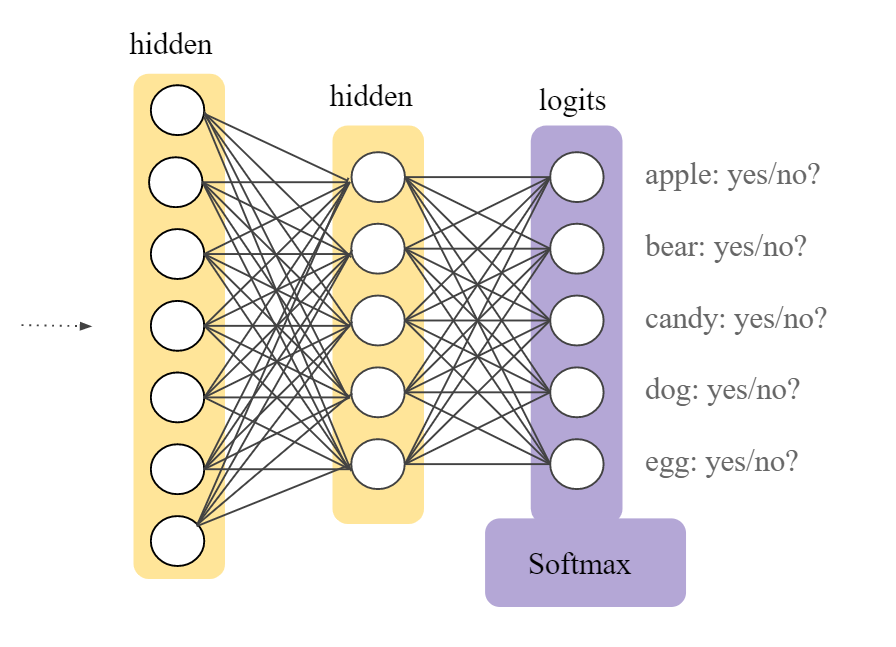 hidden
hidden
logits
apple: yes/no?
bear: yes/no?
candy: yes/no?
dog: yes/no?
egg: yes/no?
Softmax